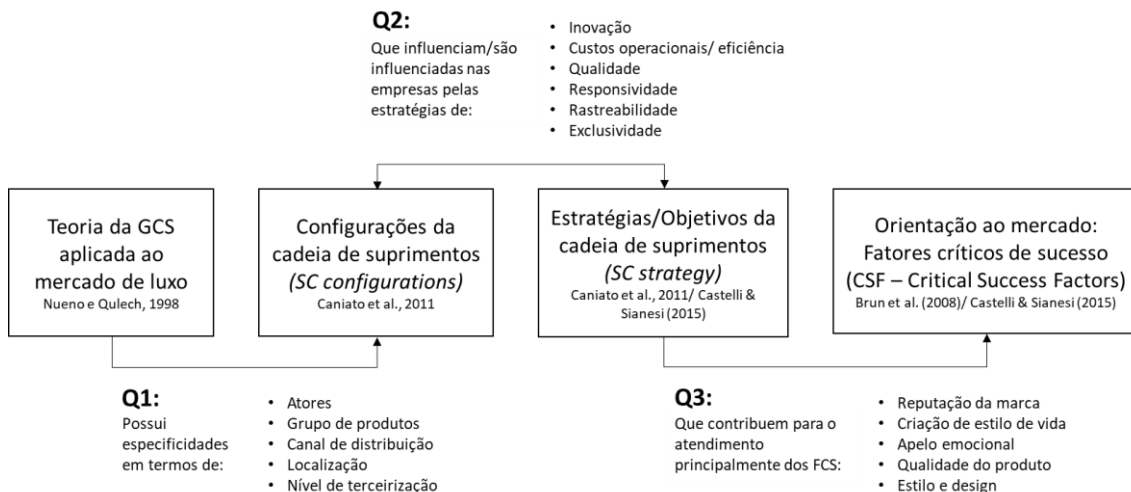 Q2:
Que influenciam/são
influenciadas nas
empresas pelas
estratégias de:
• Inovação
• Custos operacionais/ eficiência
• Qualidade
• Responsividade
• Rastreabilidade
• Exclusividade
Teoria da GCS
aplicada ao
mercado de luxo
Nueno e Qulech, 1998
Configurações da
cadeia de suprimentos
(SC configurations)
Caniato et al., 2011
Estratégias/Objetivos da
cadeia de suprimentos
(SC strategy)
Caniato et al., 2011/ Castelli &
Sianesi (2015)
Orientação ao mercado:
Fatores críticos de sucesso
(CSF – Critical Success Factors)
Brun et al. (2008)/ Castelli & Sianesi (2015)
Q1:
Possui
especificidades
em termos de:
• Atores
• Grupo de produtos
• Canal de distribuição
• Localização
• Nível de terceirização
Q3:
Que contribuem para o
atendimento
principalmente dos FCS:
• Reputação da marca
• Criação de estilo de vida
• Apelo emocional
• Qualidade do produto
• Estilo e design